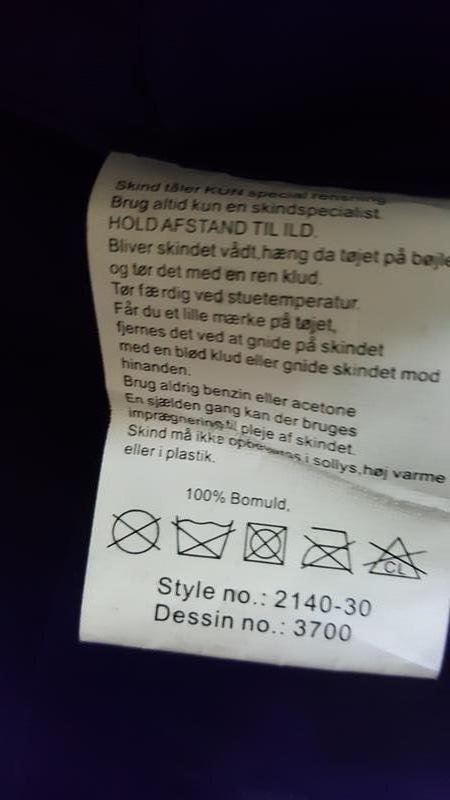 Skind tåler KUN special rensning
Brug altid kun en skindspecialist.
HOLD AFSTAND TIL ILD.
Bliver skindet vådt,hæng da tøjet på bøjle
og tør det med en ren klud.
Tør færdig ved stuetemperatur.
Får du et lille mærke på tøjet,
fjernes det ved at gnide på skindet
med en blød klud eller gnide skindet mod
hinanden.
Brug aldrig benzin eller acetone
En sjælden gang kan der bruges
imprægnering til pleje af skindet.
Skind må ikke opbevares i sollys,høj varme
eller i plastik.
100% Bomuld,
CL
Style no.: 2140-30
Dessin no.: 3700